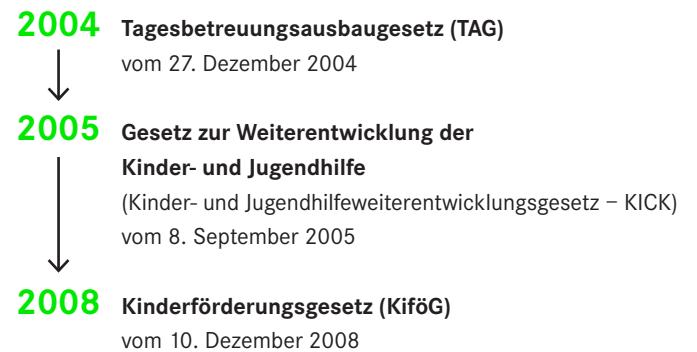 2004 Tagesbetreuungsausbaugesetz (TAG)
vom 27. Dezember 2004
2005 Gesetz zur Weiterentwicklung der
Kinder- und Jugendhilfe
(Kinder- und Jugendhilfeweiterentwicklungsgesetz – KICK)
vom 8. September 2005
2008 Kinderförderungsgesetz (KiföG)
vom 10. Dezember 2008